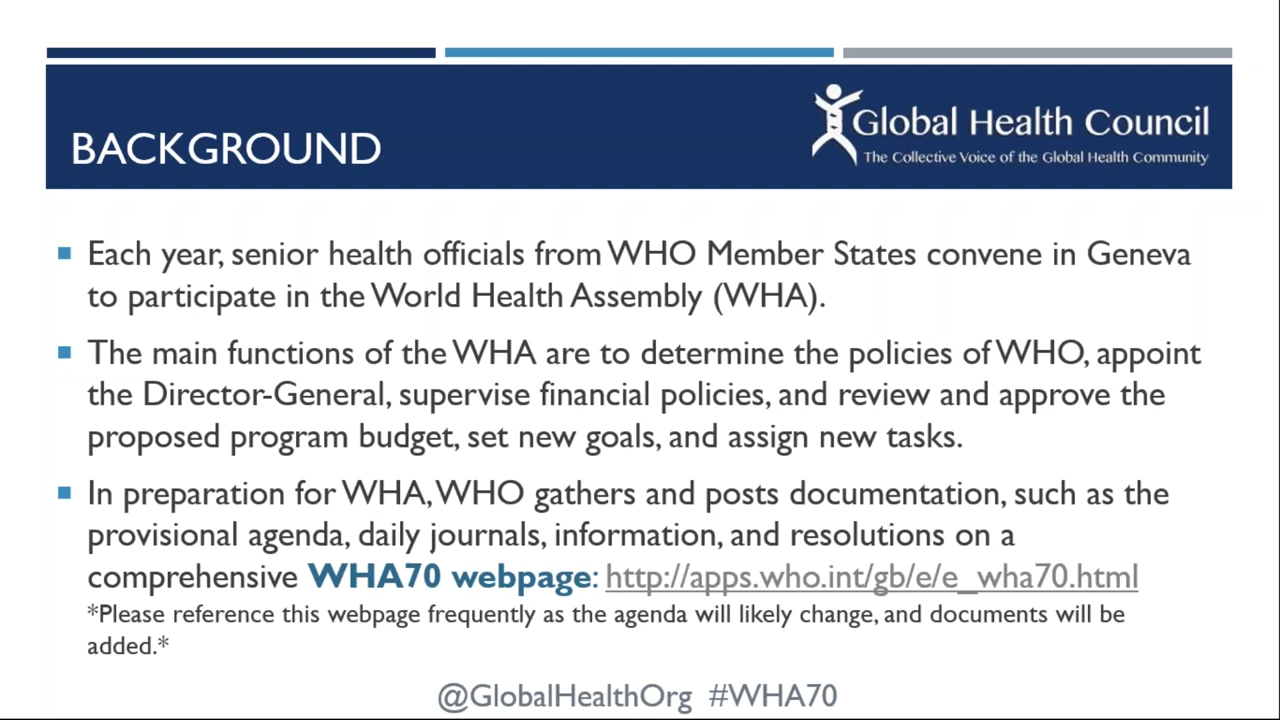 BACKGROUND
Global Health Council
The Collective Voice of the Global Health Community
Each year, senior health officials from WHO Member States convene in Geneva
to participate in the World Health Assembly (WHA).
The main functions of the WHA are to determine the policies of WHO, appoint
the Director-General, supervise financial policies, and review and approve the
proposed program budget, set new goals, and assign new tasks.
In preparation for WHA, WHO gathers and posts documentation, such as the
provisional agenda, daily journals, information, and resolutions on a
comprehensive WHA70 webpage: http://apps.who.int/gb/e/e_wha70.html
*Please reference this webpage frequently as the agenda will likely change, and documents will be
added.*
@GlobalHealthOrg #WHA70